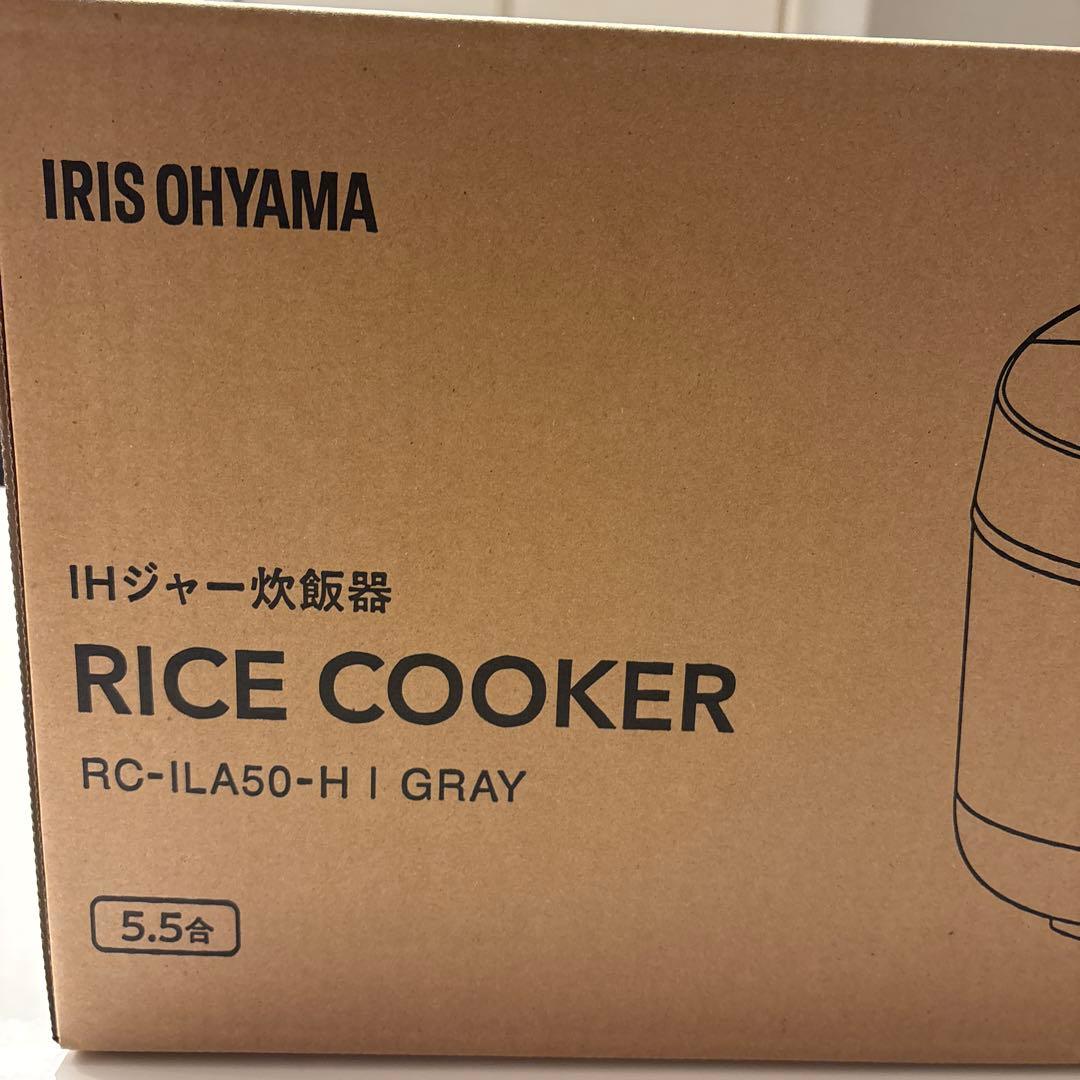 IRIS OHYAMA
IHジャー炊飯器
RICE COOKER
RC-ILA50-H | GRAY
5.5合